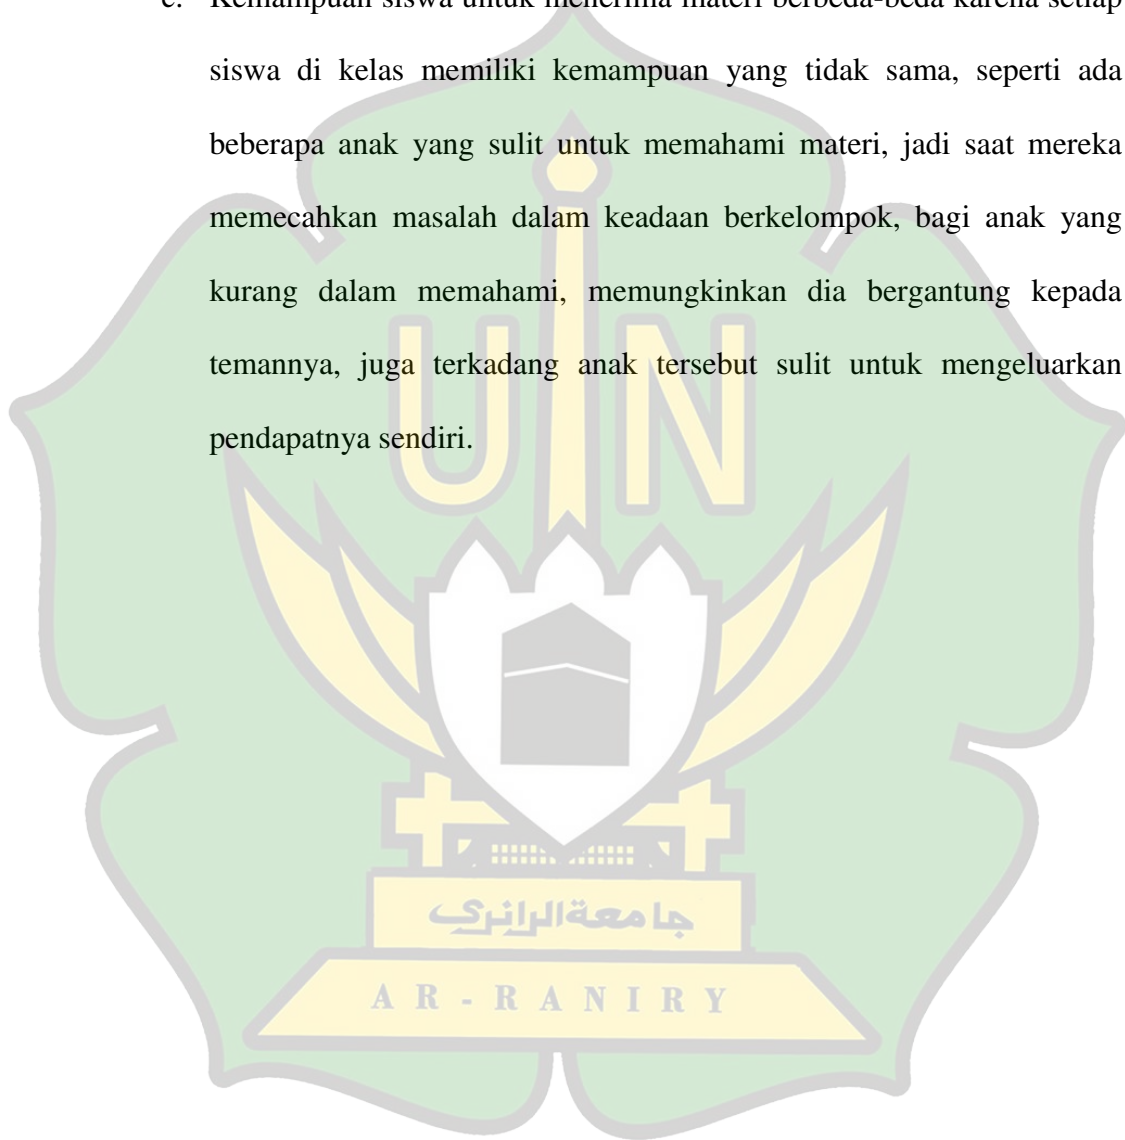 Kemampuan siswa untuk menerima materi berbeda-beda karena setiap
siswa di kelas memiliki kemampuan yang tidak sama, seperti ada
beberapa anak yang sulit untuk memahami materi, jadi saat mereka
memecahkan masalah dalam keadaan berkelompok, bagi anak yang
kurang dalam memahami, memungkinkan dia bergantung kepada
temannya, juga terkadang anak tersebut sulit untuk mengeluarkan
pendapatnya sendiri.
UIN
جامعة الرانري
AR-RANIRY